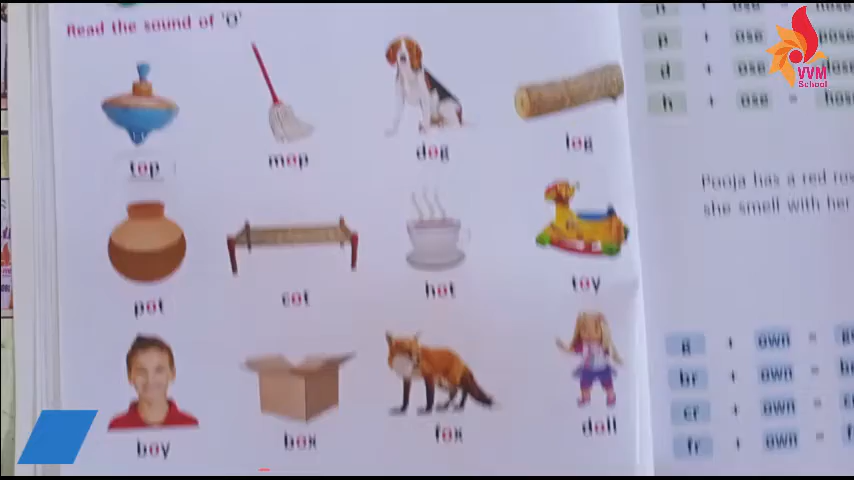 Read the sound of 'O'
top mop dog log
pot cot hot toy
boy box fox doll
p + ose
d + ose
h + ose =
Pooja has a red
she smell with her
g + own =
br + own =
cr + own =
fr + own =
VVM
School